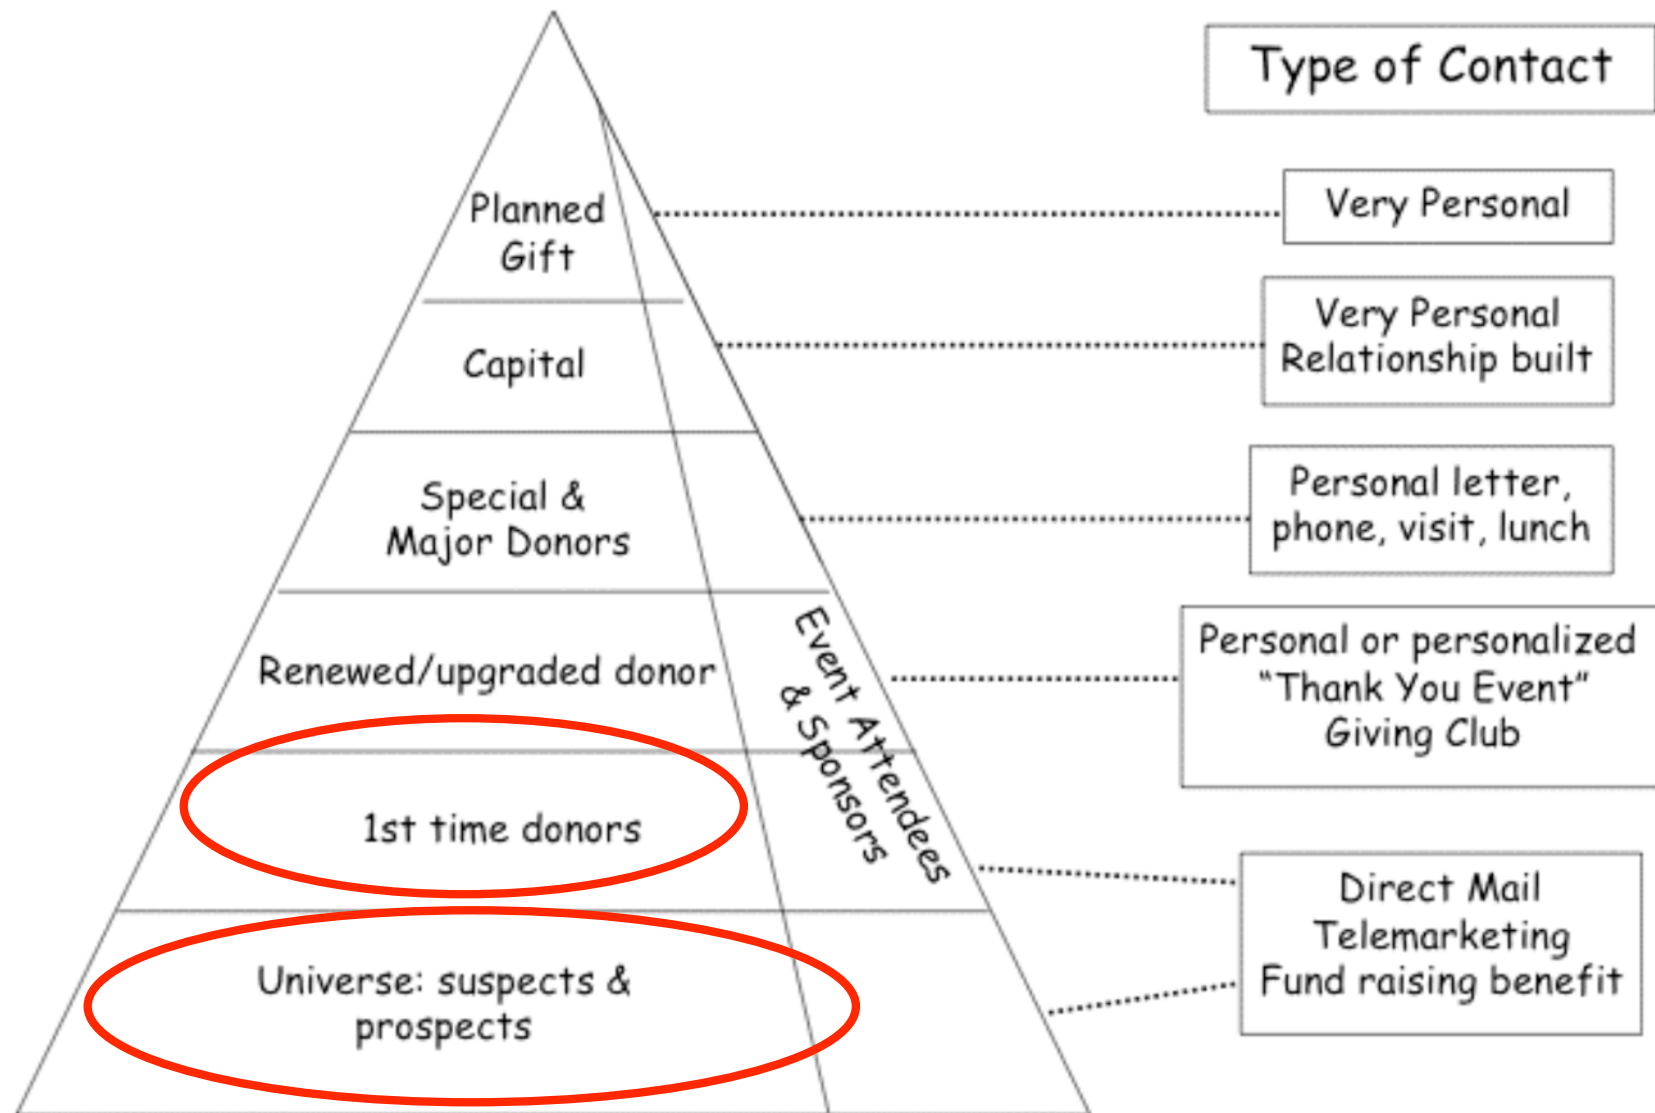 Type of Contact
Planned
Gift
Very Personal
Capital
Very Personal
Relationship built
Special &
Major Donors
Personal letter,
phone, visit, lunch
Renewed/upgraded donor
Event Attendees
& Sponsors
Personal or personalized
“Thank You Event”
Giving Club
1st time donors
Universe: suspects &
prospects
Direct Mail
Telemarketing
Fund raising benefit